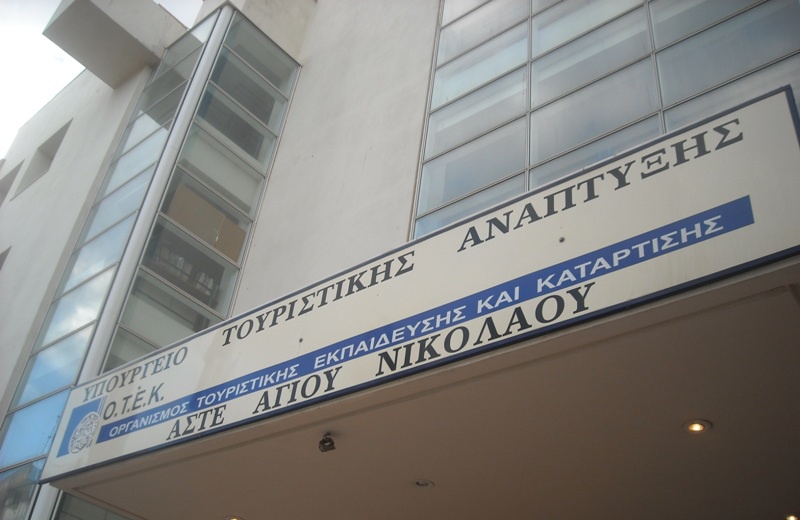 ΥΠΟΥΡΓΕΙΟ ΤΟΥΡΙΣΤΙΚΗΣ ΑΝΑΠΤΥΞΗΣ
Ο.Τ.Ε.Κ.
ΟΡΓΑΝΙΣΜΟΣ ΤΟΥΡΙΣΤΙΚΗΣ ΕΚΠΑΙΔΕΥΣΗΣ ΚΑΙ ΚΑΤΑΡΤΙΣΗΣ
ΑΣΤΕ ΑΓΙΟΥ ΝΙΚΟΛΑΟΥ